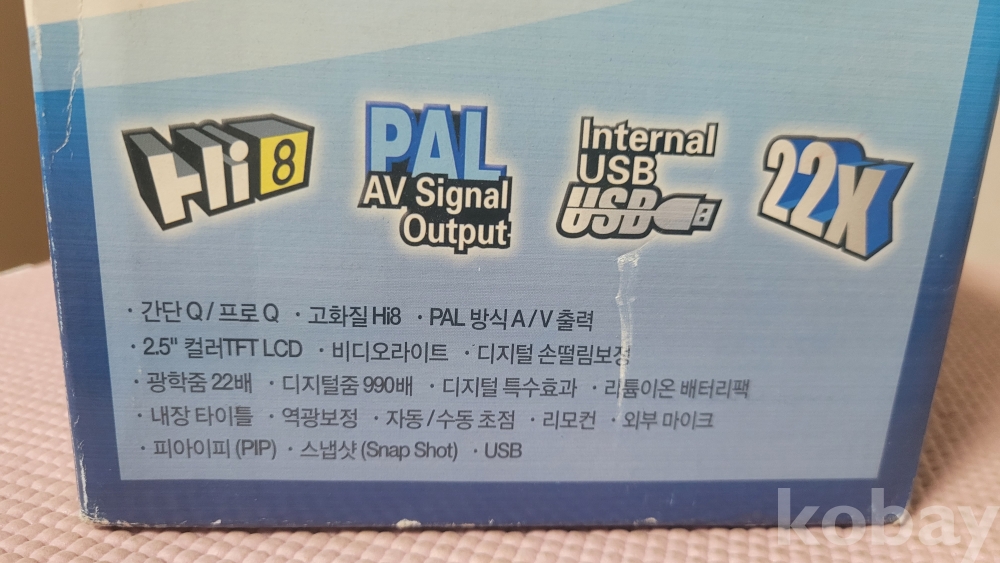 Hi 8
PAL
AV Signal
Output
Internal
USB
USB
22X
· 간단 Q / 프로 Q · 고화질 Hi8 · PAL 방식 A / V 출력
· 2.5" 컬러TFT LCD · 비디오라이트 · 디지털 손떨림보정
· 광학줌 22배 · 디지털줌 990배 · 디지털 특수효과 · 리튬이온 배터리팩
· 내장 타이틀 · 역광보정 · 자동 / 수동 초점 · 리모컨 · 외부 마이크
· 피아이피 (PIP) · 스냅샷 (Snap Shot) · USB
kobay